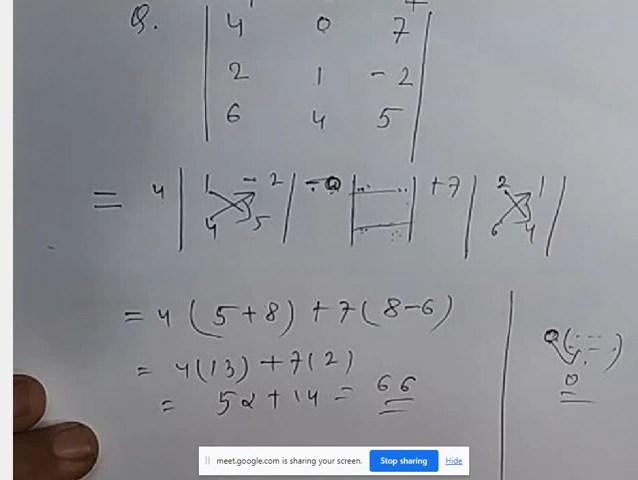 Q. | 4 0 7 |
| 2 1 -2 |
| 6 4 5 |
= 4 | 1 -2 | - 0 | | + 7 | 2 1 |
| 4 5 | | | | 6 4 |
= 4 ( 5 + 8 ) + 7 ( 8 - 6 )
= 4 ( 13 ) + 7 ( 2 )
= 52 + 14 = 66
0 ( )
0
meet.google.com is sharing your screen. Stop sharing Hide